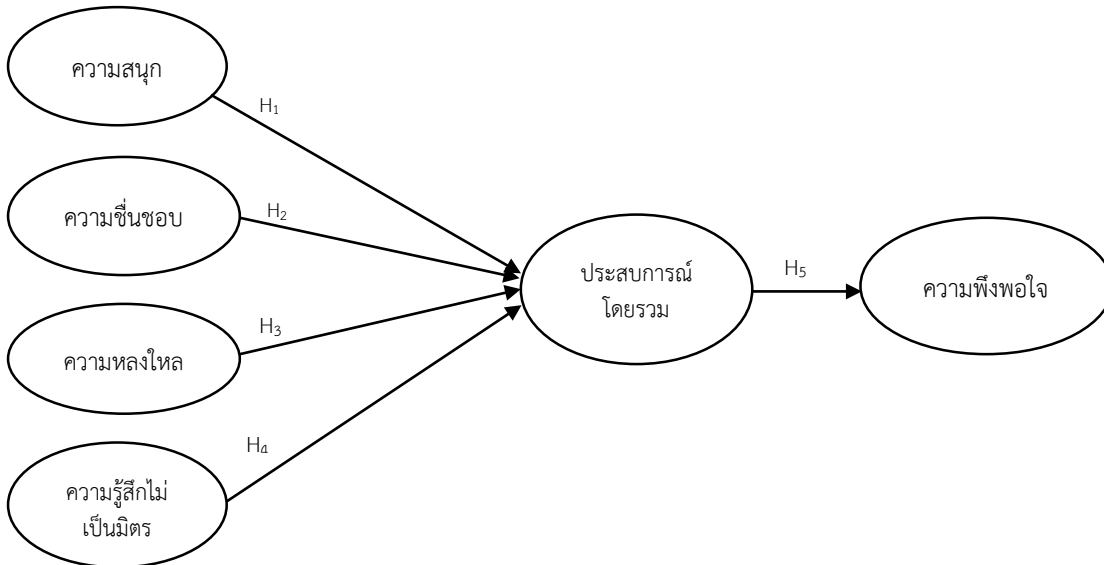 ความสนุก
H₁
ความชื่นชอบ
H₂
ความหลงใหล
H₃
ความรู้สึกไม่
เป็นมิตร
H₄
ประสบการณ์
โดยรวม
H₅
ความพึงพอใจ